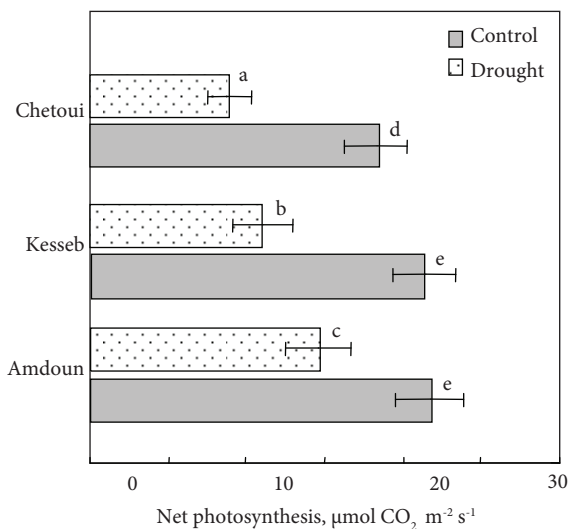 Control
Drought
a
Chetoui
d
b
Kesseb
e
c
Amdoun
e
0 10 20 30
Net photosynthesis, µmol CO₂ m⁻² s⁻¹